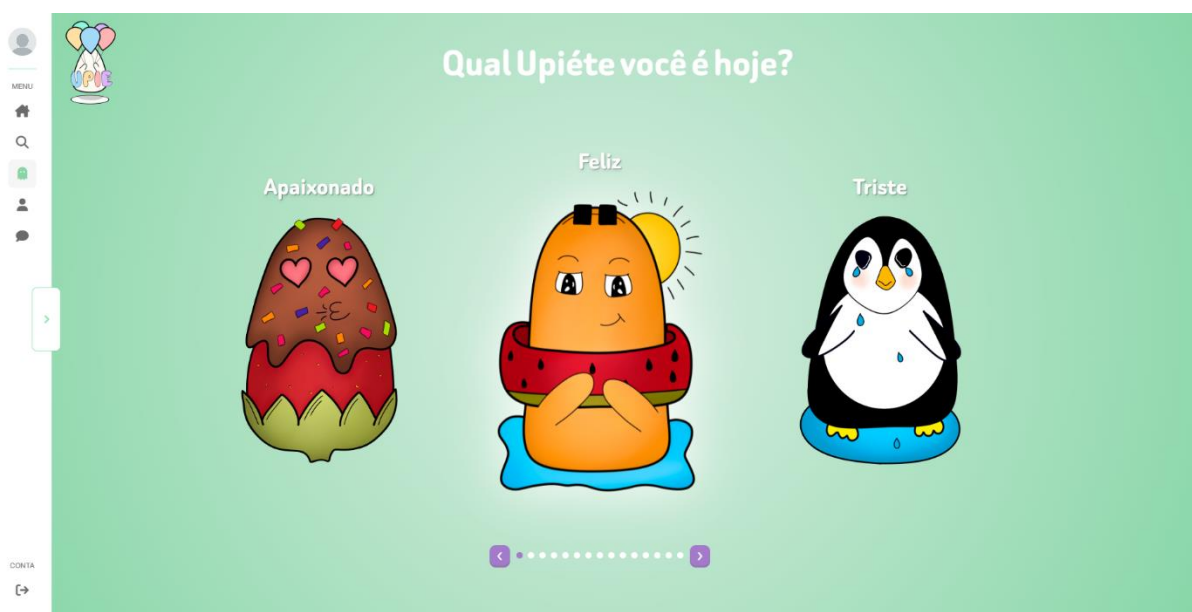 UPIE
Qual Upiéte você é hoje?
MENU
Apaixonado
Feliz
Triste
CONTA